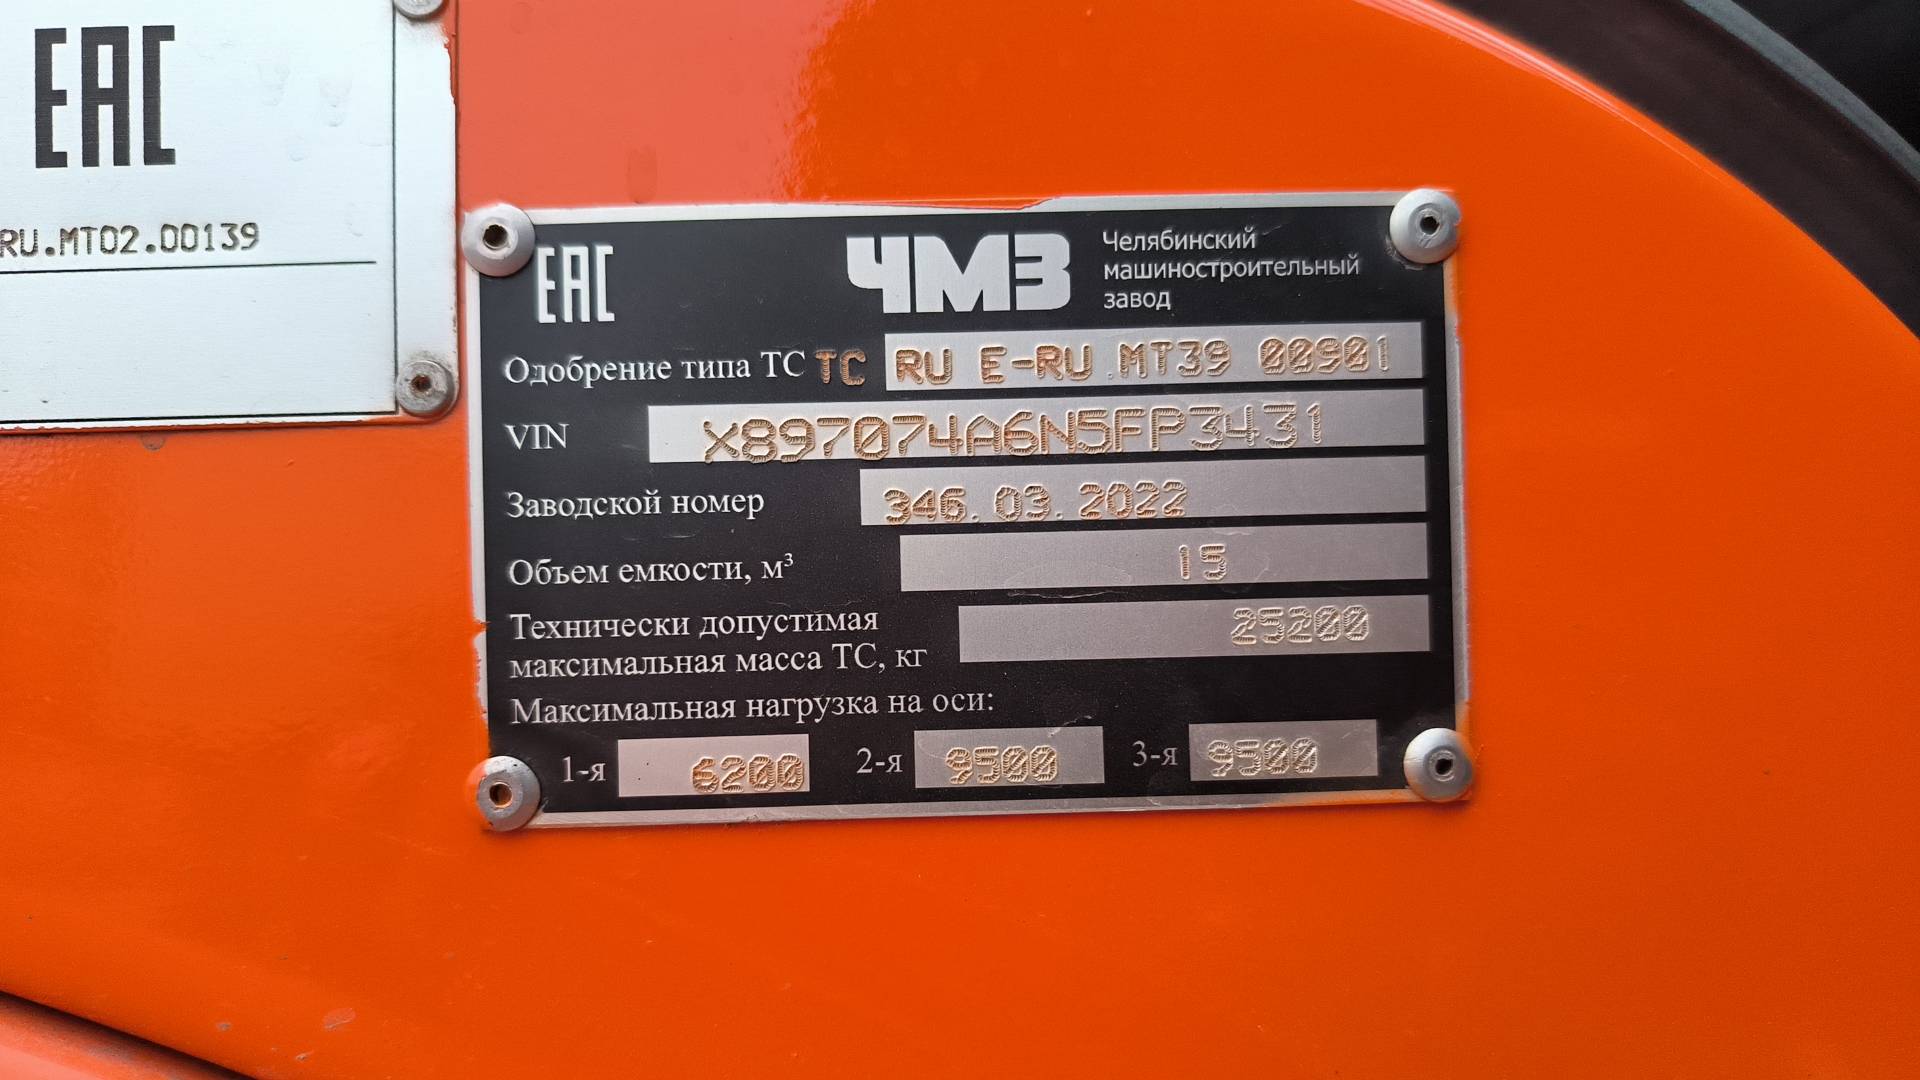 ЕАС
RU.MT02.00139
ЕАС
ЧМЗ
Челябинский
машиностроительный
завод
Одобрение типа ТС ТС RU E-RU.MT39 00901
VIN X897074A6N5FP3431
Заводской номер 346.03.2022
Объем емкости, м³ 15
Технически допустимая
максимальная масса ТС, кг 25200
Максимальная нагрузка на оси:
1-я 6200 2-я 9500 3-я 9500